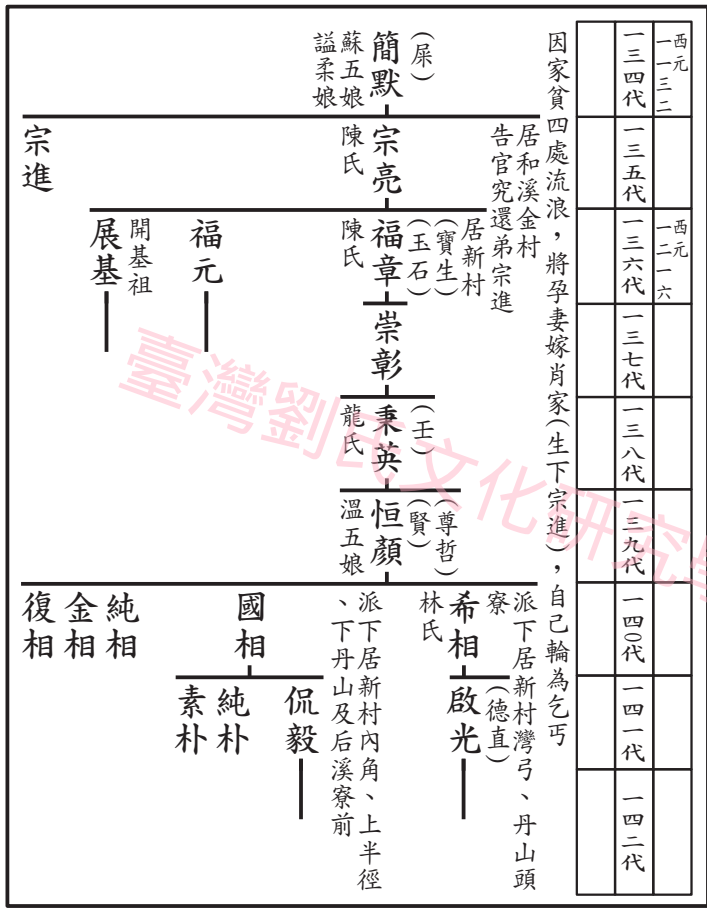 西元
一一三二
一三四代
一三五代
西元
一二一六
一三六代
一三七代
一三八代
一三九代
一四〇代
一四一代
一四二代
因家貧四處流浪，將孕妻嫁肖家(生下宗進)，自己輪為乞丐
(屎)
簡默
蘇五娘
謚柔娘
居和溪金村
告官究還弟宗進
宗亮
陳氏
宗進
居新村
(寶生)
(玉石)
福章
陳氏
福元
開基祖
展基
崇彰
(壬)
秉英
龍氏
(尊哲)
(賢)
恒顏
溫五娘
派下居新村灣弓、丹山頭
寮
希相
林氏
派下居新村內角、上半徑
、下丹山及后溪寮前
國相
純相
金相
復相
(德直)
啟光
侃毅
純朴
素朴
臺灣劉氏文化研究學